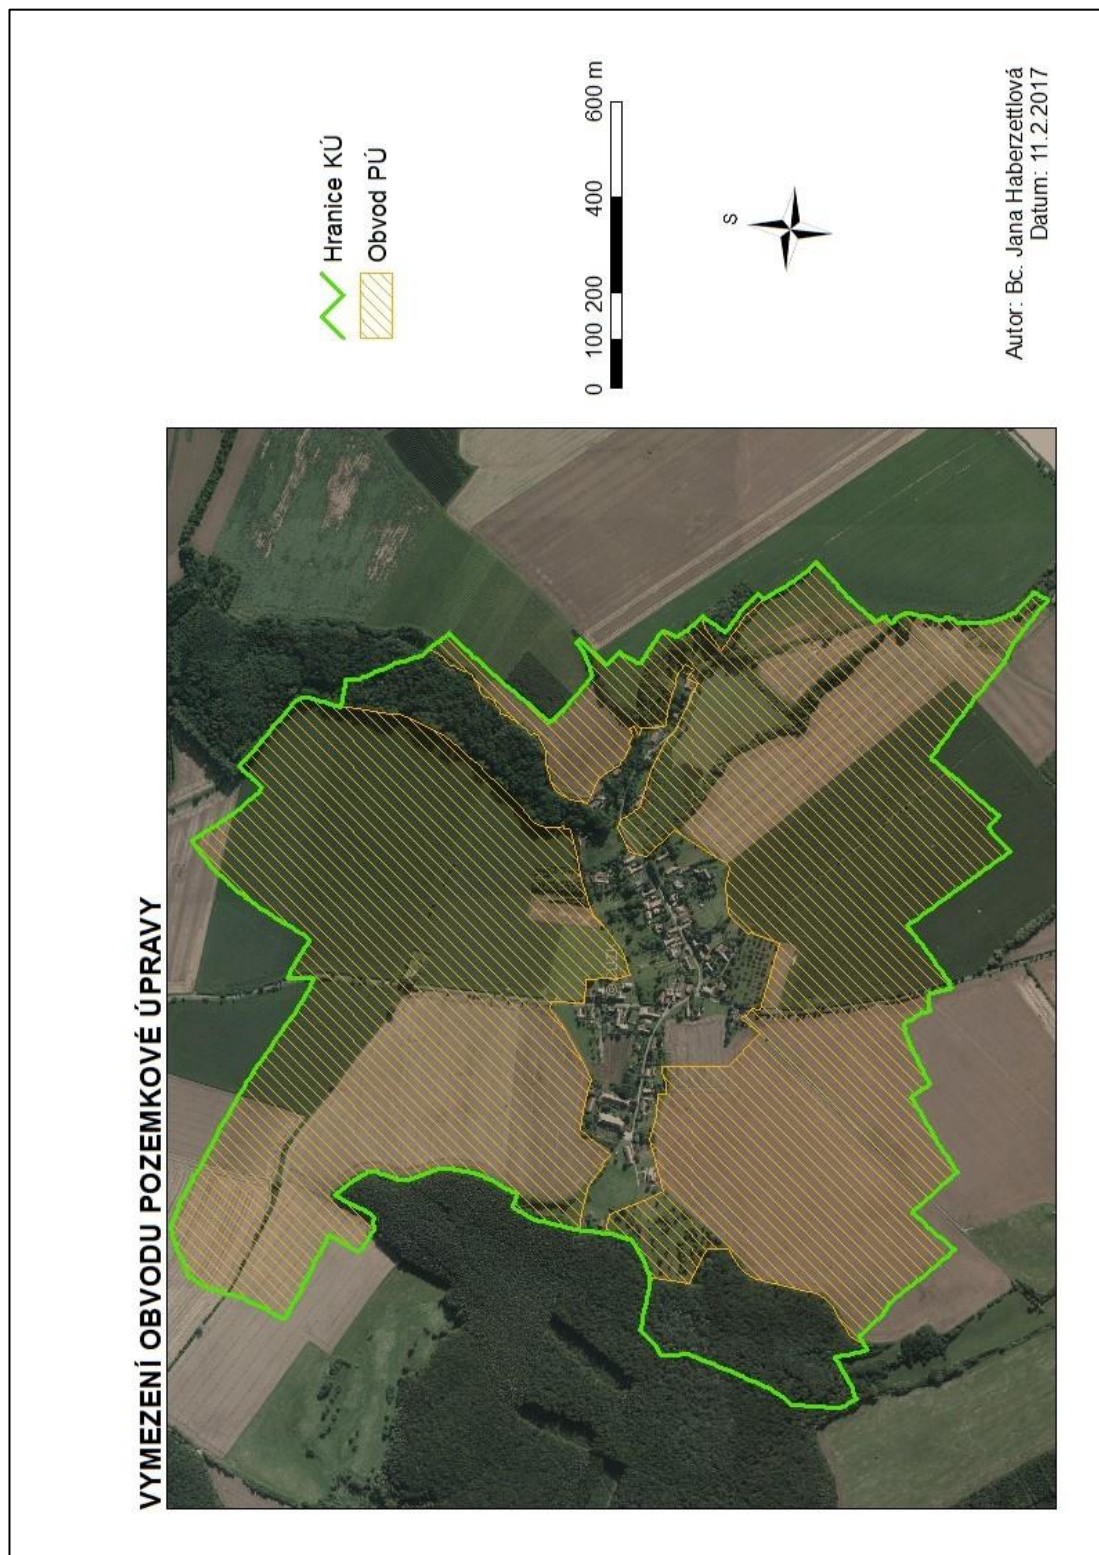 VYMEZENÍ OBVODU POZEMKOVÉ ÚPRAVY
Hranice KÚ
Obvod PÚ
0 100 200 400 600 m
S
Autor: Bc. Jana Haberzettlová
Datum: 11.2.2017